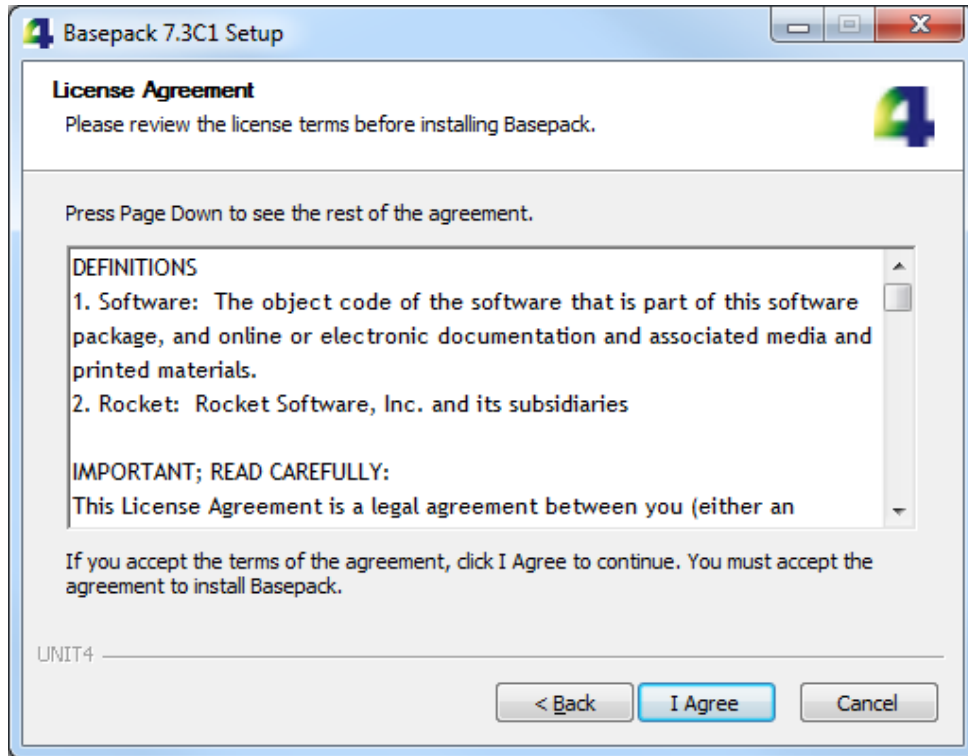 Basepack 7.3C1 Setup
License Agreement
Please review the license terms before installing Basepack.
Press Page Down to see the rest of the agreement.
DEFINITIONS
1. Software:  The object code of the software that is part of this software
package, and online or electronic documentation and associated media and
printed materials.
2. Rocket:  Rocket Software, Inc. and its subsidiaries
IMPORTANT; READ CAREFULLY:
This License Agreement is a legal agreement between you (either an
If you accept the terms of the agreement, click I Agree to continue. You must accept the
agreement to install Basepack.
UNIT4
< Back
I Agree
Cancel